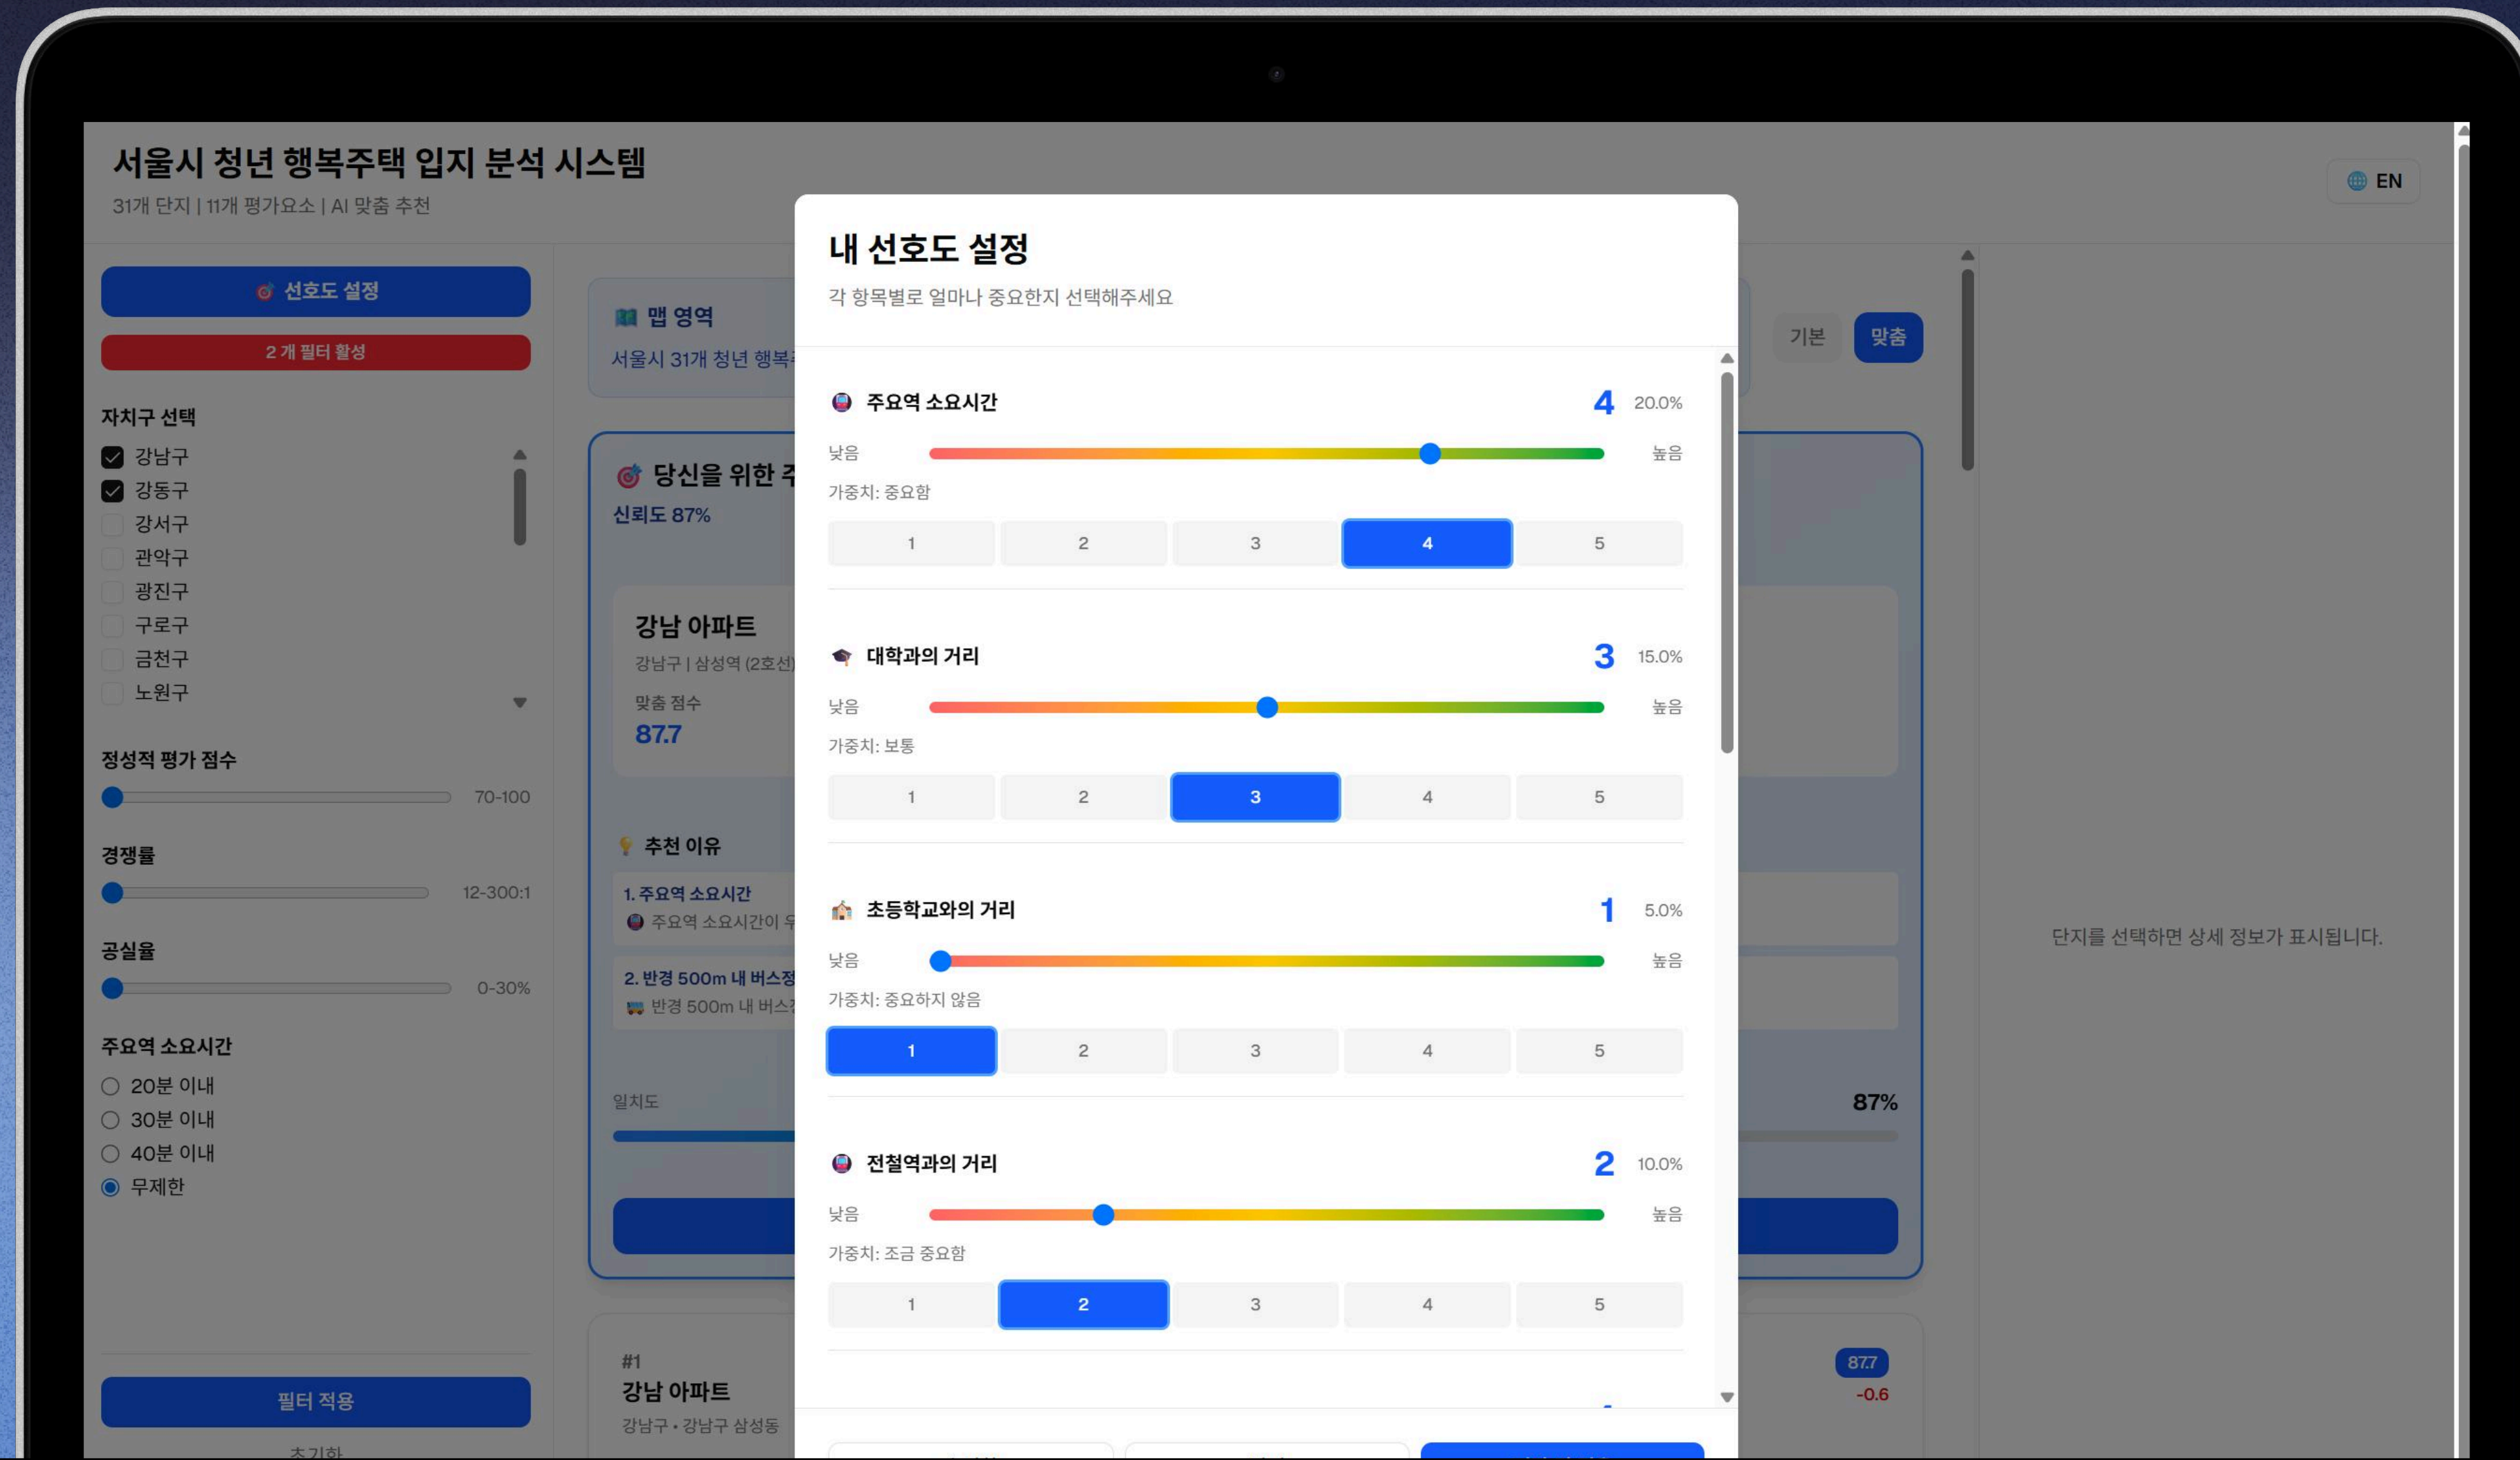 서울시 청년 행복주택 입지 분석 시스템
31개 단지 | 11개 평가요소 | AI 맞춤 추천
EN
선호도 설정
2 개 필터 활성
자치구 선택
강남구
강동구
강서구
관악구
광진구
구로구
금천구
노원구
정성적 평가 점수
70-100
경쟁률
12-300:1
공실율
0-30%
주요역 소요시간
20분 이내
30분 이내
40분 이내
무제한
필터 적용
초기화
맵 영역
서울시 31개 청년 행복
기본
맞춤
당신을 위한
신뢰도 87%
강남 아파트
강남구 | 삼성역 (2호선)
맞춤 점수
87.7
추천 이유
1. 주요역 소요시간
주요역 소요시간이
2. 반경 500m 내
반경 500m 내
일치도
87%
#1
강남 아파트
강남구 • 강남구 삼성동
87.7
-0.6
내 선호도 설정
각 항목별로 얼마나 중요한지 선택해주세요
주요역 소요시간
4 20.0%
낮음 높음
가중치: 중요함
1 2 3 4 5
대학과의 거리
3 15.0%
낮음 높음
가중치: 보통
1 2 3 4 5
초등학교와의 거리
1 5.0%
낮음 높음
가중치: 중요하지 않음
1 2 3 4 5
전철역과의 거리
2 10.0%
낮음 높음
가중치: 조금 중요함
1 2 3 4 5
단지를 선택하면 상세 정보가 표시됩니다.